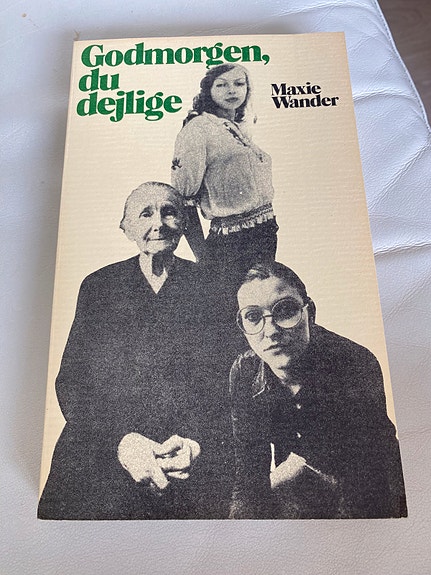 Godmorgen,
du
dejlige
Maxie
Wander